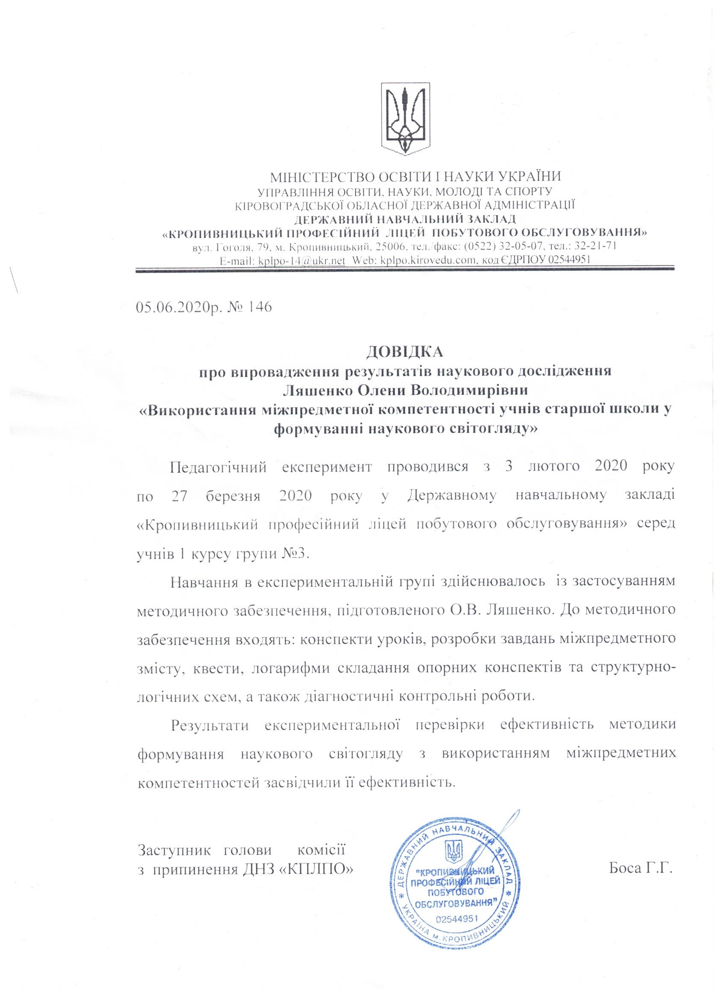 МІНІСТЕРСТВО ОСВІТИ І НАУКИ УКРАЇНИ
УПРАВЛІННЯ ОСВІТИ, НАУКИ, МОЛОДІ ТА СПОРТУ
КІРОВОГРАДСЬКОЇ ОБЛАСНОЇ ДЕРЖАВНОЇ АДМІНІСТРАЦІЇ
ДЕРЖАВНИЙ НАВЧАЛЬНИЙ ЗАКЛАД
«КРОПИВНИЦЬКИЙ ПРОФЕСІЙНИЙ ЛІЦЕЙ ПОБУТОВОГО ОБСЛУГОВУВАННЯ»
вул. Гоголя, 79, м. Кропивницький, 25006, тел./факс: (0522) 32-05-07, тел.: 32-21-71
E-mail: kplpo-14@ukr.net Web: kplpo.kirovedu.com, код ЄДРПОУ 02544951
05.06.2020р. № 146
ДОВІДКА
про впровадження результатів наукового дослідження
Ляшенко Олени Володимирівни
«Використання міжпредметної компетентності учнів старшої школи у
формуванні наукового світогляду»
Педагогічний експеримент проводився з 3 лютого 2020 року
по 27 березня 2020 року у Державному навчальному закладі
«Кропивницький професійний ліцей побутового обслуговування» серед
учнів 1 курсу групи №3.
Навчання в експериментальній групі здійснювалось із застосуванням
методичного забезпечення, підготовленого О.В. Ляшенко. До методичного
забезпечення входять: конспекти уроків, розробки завдань міжпредметного
змісту, квести, логарифми складання опорних конспектів та структурно-
логічних схем, а також діагностичні контрольні роботи.
Результати експериментальної перевірки ефективність методики
формування наукового світогляду з використанням міжпредметних
компетентностей засвідчили її ефективність.
Заступник голови комісії
з припинення ДНЗ «КПЛПО»
Боса Г.Г.
ДЕРЖАВНИЙ НАВЧАЛЬНИЙ ЗАКЛАД
"КРОПИВНИЦЬКИЙ
ПРОФЕСІЙНИЙ ЛІЦЕЙ
ПОБУТОВОГО
ОБСЛУГОВУВАННЯ"
02544951
* УКРАЇНА м.КРОПИВНИЦЬКИЙ *